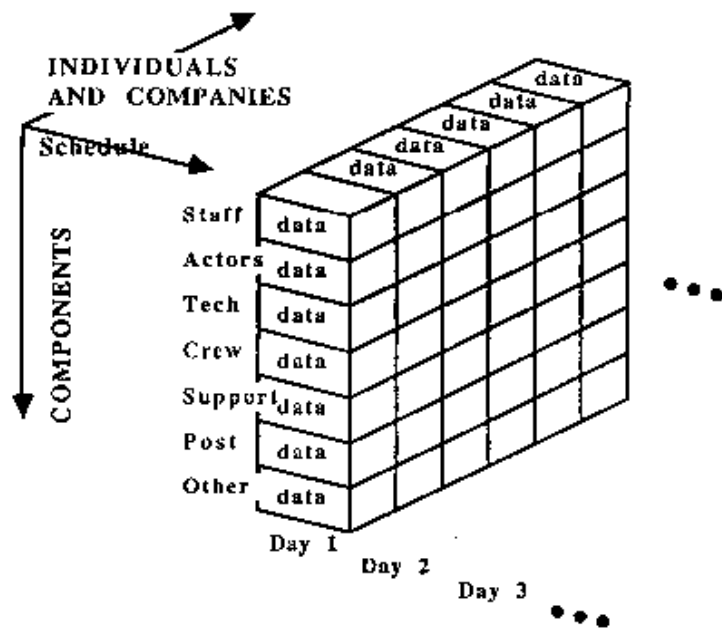 INDIVIDUALS
AND COMPANIES
Schedule
COMPONENTS
data
data
data
data
data
Staff data
Actors data
Tech data
Crew data
Support data
Post data
Other data
Day 1
Day 2
Day 3